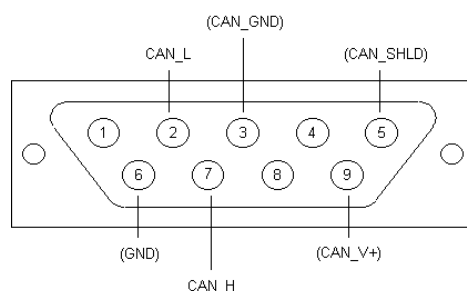 (CAN_GND)
CAN_L
(CAN_SHLD)
1 2 3 4 5
6 7 8 9
(GND)
(CAN_V+)
CAN_H